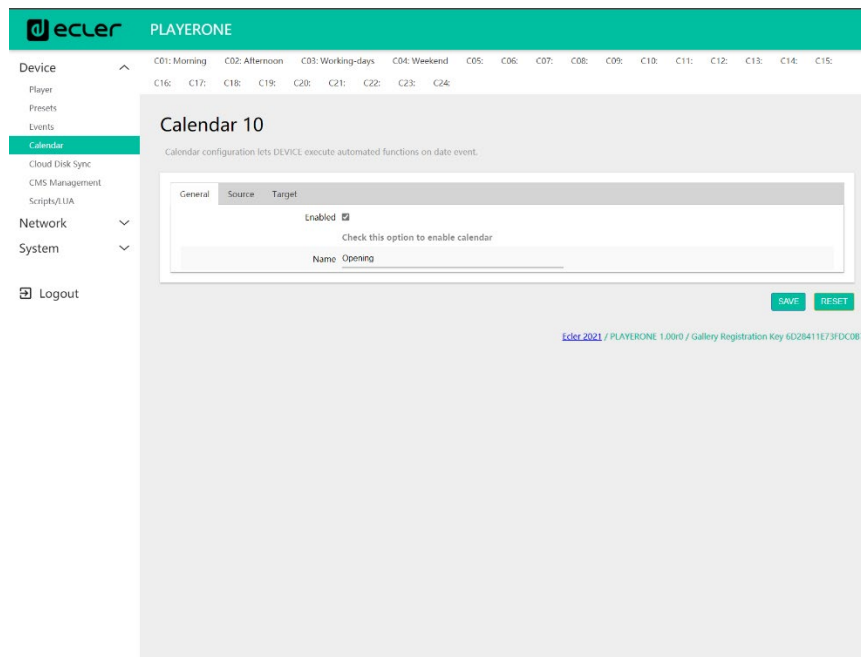 ecler PLAYERONE
Device
Player
Presets
Events
Calendar
Cloud Disk Sync
CMS Management
Scripts/LUA
Network
System
Logout
C01: Morning C02: Afternoon C03: Working-days C04: Weekend C05: C06: C07: C08: C09: C10: C11: C12: C13: C14: C15:
C16: C17: C18: C19: C20: C21: C22: C23: C24:
Calendar 10
Calendar configuration lets DEVICE execute automated functions on date event.
General Source Target
Enabled
Check this option to enable calendar
Name Opening
SAVE RESET
Ecler 2021 / PLAYERONE 1.00r0 / Gallery Registration Key